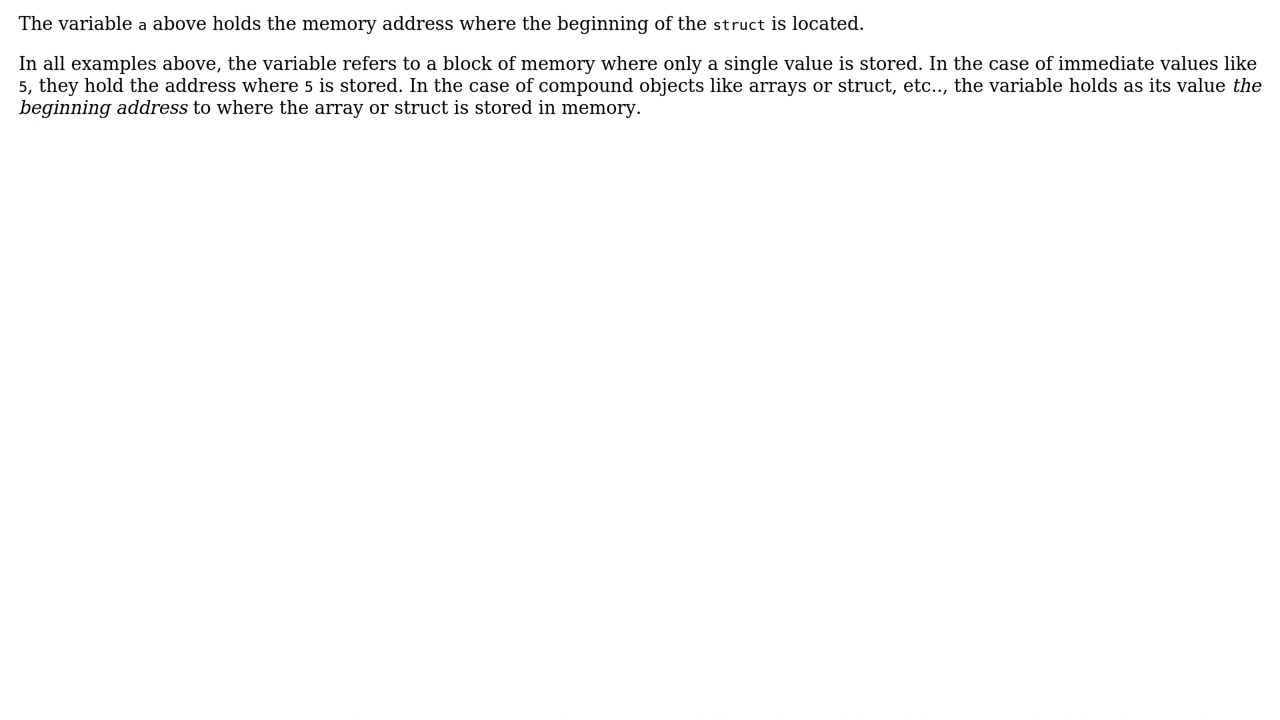 The variable a above holds the memory address where the beginning of the struct is located.
In all examples above, the variable refers to a block of memory where only a single value is stored. In the case of immediate values like
5, they hold the address where 5 is stored. In the case of compound objects like arrays or struct, etc.., the variable holds as its value the
beginning address to where the array or struct is stored in memory.